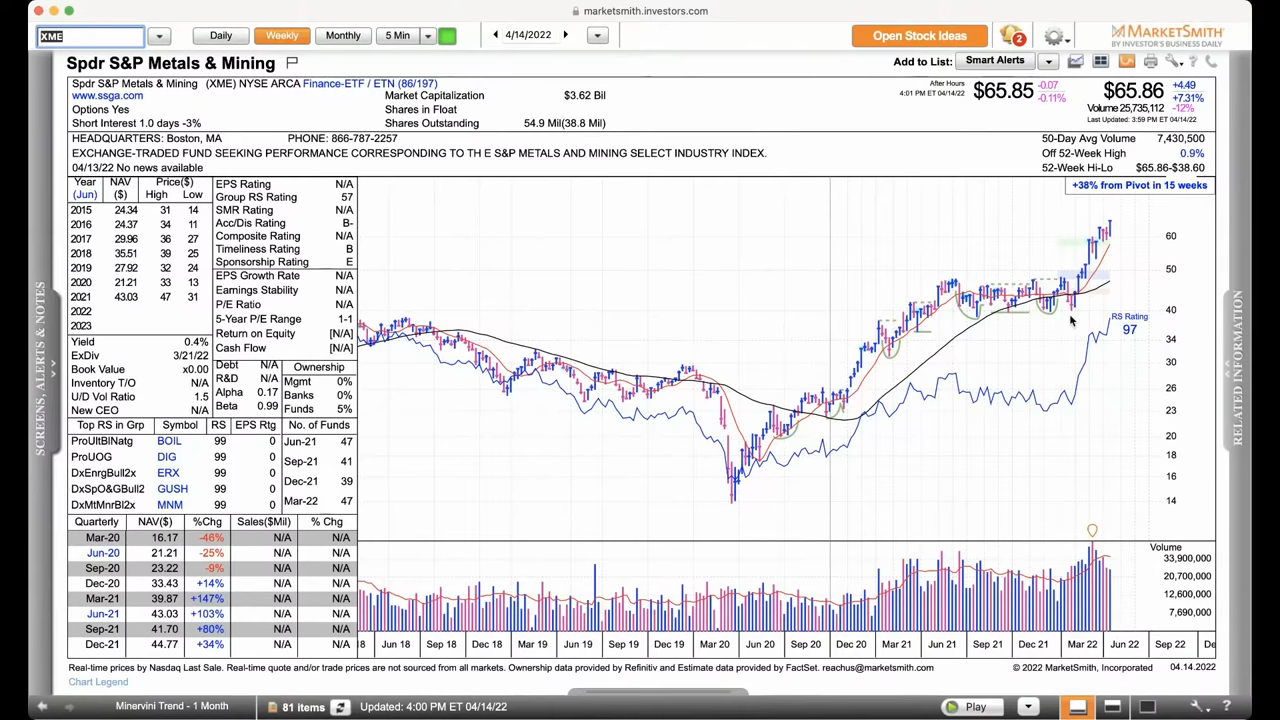 marketsmith.investors.com
XME Daily Weekly Monthly 5 Min 4/14/2022 Open Stock Ideas 2 MARKETSMITH
BY INVESTOR'S BUSINESS DAILY
Spdr S&P Metals & Mining Add to List: Smart Alerts
Spdr S&P Metals & Mining (XME) NYSE ARCA Finance-ETF / ETN (86/197)
www.ssga.com Market Capitalization $3.62 Bil
Options Yes Shares in Float
Short Interest 1.0 days -3% Shares Outstanding 54.9 Mil(38.8 Mil)
After Hours
4:01 PM ET 04/14/22 $65.85 -0.07
-0.11%
$65.86 +4.49
+7.31%
Volume 25,735,112 -12%
Last Updated: 3:59 PM ET 04/14/22
HEADQUARTERS: Boston, MA PHONE: 866-787-2257
EXCHANGE-TRADED FUND SEEKING PERFORMANCE CORRESPONDING TO TH E S&P METALS AND MINING SELECT INDUSTRY INDEX.
04/13/22 No news available
50-Day Avg Volume 7,430,500
Off 52-Week High 0.9%
52-Week Hi-Lo $65.86-$38.60
Year NAV Price($)
(Jun) ($) High Low
2015 24.34 31 14
2016 24.37 34 11
2017 29.96 36 27
2018 35.51 39 25
2019 27.92 32 24
2020 21.21 33 13
2021 43.03 47 31
2022
2023
Yield 0.4%
ExDiv 3/21/22
Book Value x0.00
Inventory T/O N/A
U/D Vol Ratio 1.5
New CEO N/A
EPS Rating N/A
Group RS Rating 57
SMR Rating N/A
Acc/Dis Rating B-
Composite Rating N/A
Timeliness Rating B
Sponsorship Rating E
EPS Growth Rate N/A
Earnings Stability N/A
P/E Ratio N/A
5-Year P/E Range 1-1
Return on Equity [N/A]
Cash Flow [N/A]
Debt N/A
R&D N/A
Alpha 0.17
Beta 0.99
Ownership
Mgmt 0%
Banks 0%
Funds 5%
Top RS in Grp Symbol RS EPS Rtg
ProUltBlNatg BOIL 99 0
ProUOG DIG 99 0
DxEnrgBull2x ERX 99 0
DxSpO&GBull2 GUSH 99 0
DxMtMnrBl2x MNM 99 0
No. of Funds
Jun-21 47
Sep-21 41
Dec-21 39
Mar-22 47
Quarterly NAV($) %Chg Sales($Mil) % Chg
Mar-20 16.17 -46% N/A N/A
Jun-20 21.21 -25% N/A N/A
Sep-20 23.22 -9% N/A N/A
Dec-20 33.43 +14% N/A N/A
Mar-21 39.87 +147% N/A N/A
Jun-21 43.03 +103% N/A N/A
Sep-21 41.70 +80% N/A N/A
Dec-21 44.77 +34% N/A N/A
+38% from Pivot in 15 weeks
60
50
40
34
30
26
23
20
18
16
14
RS Rating
97
Volume
33,900,000
20,700,000
12,600,000
7,690,000
8 Jun 18 Sep 18 Dec 18 Mar 19 Jun 19 Sep 19 Dec 19 Mar 20 Jun 20 Sep 20 Dec 20 Mar 21 Jun 21 Sep 21 Dec 21 Mar 22 Jun 22 Sep 22 De
Real-time prices by Nasdaq Last Sale. Real-time quote and/or trade prices are not sourced from all markets. Ownership data provided by Refinitiv and Estimate data provided by FactSet. reachus@marketsmith.com © 2022 MarketSmith, Incorporated 04.14.2022
Chart Legend
SCREENS, ALERTS & NOTES
RELATED INFORMATION
Minervini Trend - 1 Month 81 items Updated: 4:00 PM ET 04/14/22 Play ?